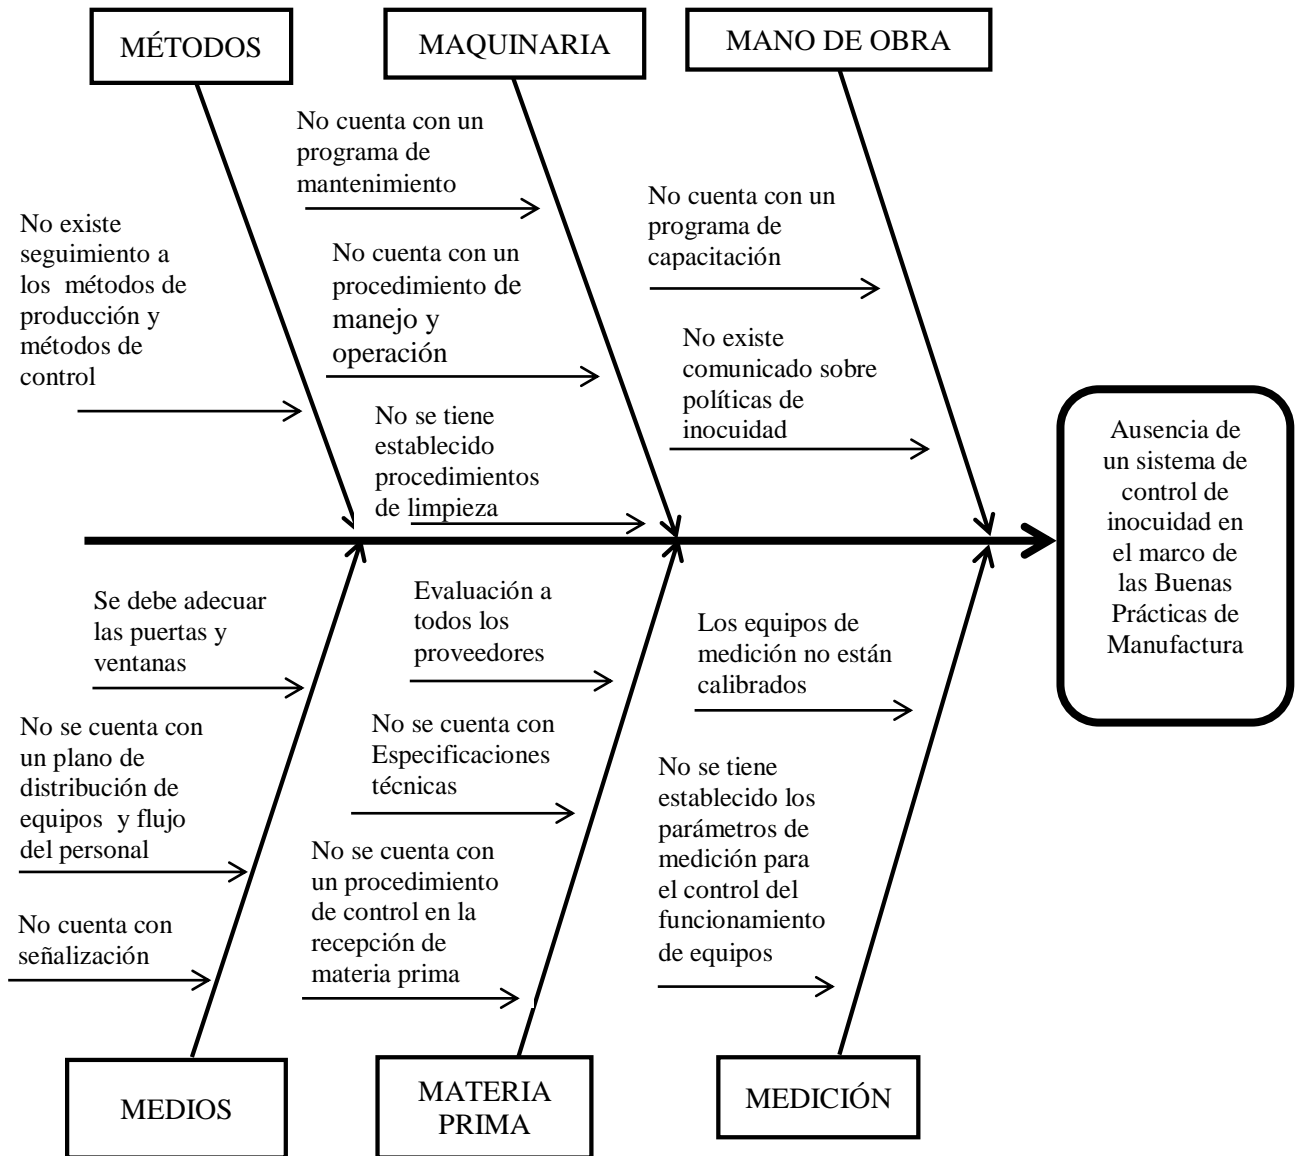 MÉTODOS
MAQUINARIA
MANO DE OBRA
No existe
seguimiento a
los métodos de
producción y
métodos de
control
No cuenta con un
programa de
mantenimiento
No cuenta con un
procedimiento de
manejo y
operación
No se tiene
establecido
procedimientos
de limpieza
No cuenta con un
programa de
capacitación
No existe
comunicado sobre
políticas de
inocuidad
Ausencia de
un sistema de
control de
inocuidad en
el marco de
las Buenas
Prácticas de
Manufactura
Se debe adecuar
las puertas y
ventanas
No se cuenta con
un plano de
distribución de
equipos y flujo
del personal
No cuenta con
señalización
Evaluación a
todos los
proveedores
No se cuenta con
Especificaciones
técnicas
No se cuenta con
un procedimiento
de control en la
recepción de
materia prima
Los equipos de
medición no están
calibrados
No se tiene
establecido los
parámetros de
medición para
el control del
funcionamiento
de equipos
MEDIOS
MATERIA
PRIMA
MEDICIÓN